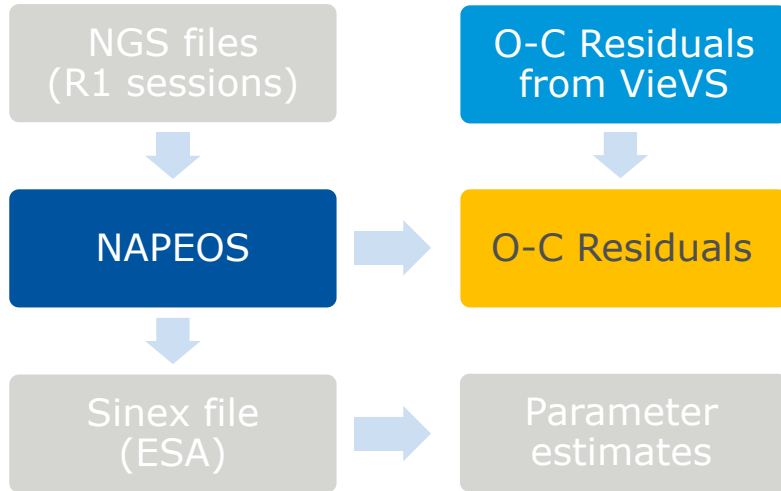 NGS files
(R1 sessions)
O-C Residuals
from VieVS
NAPEOS
O-C Residuals
Sinex file
(ESA)
Parameter
estimates